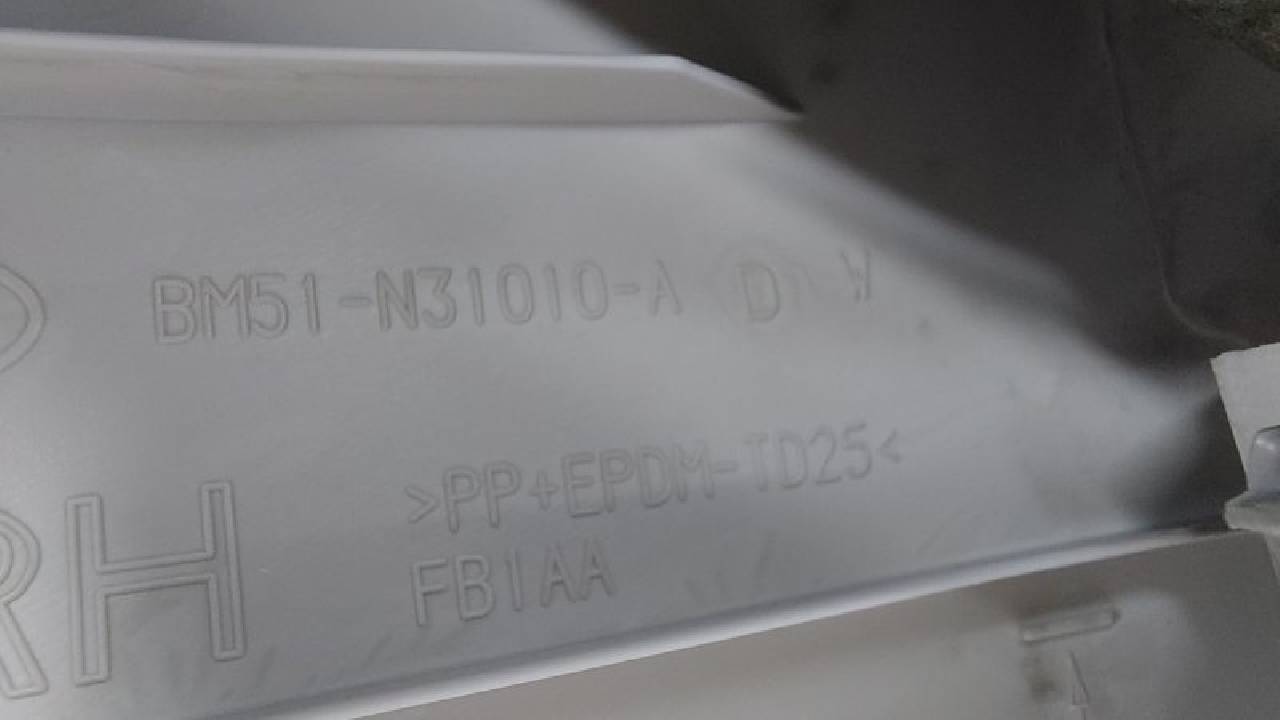 BM51-N31010-A D W
>PP+EPDM-TD25<
FB1AA
RH